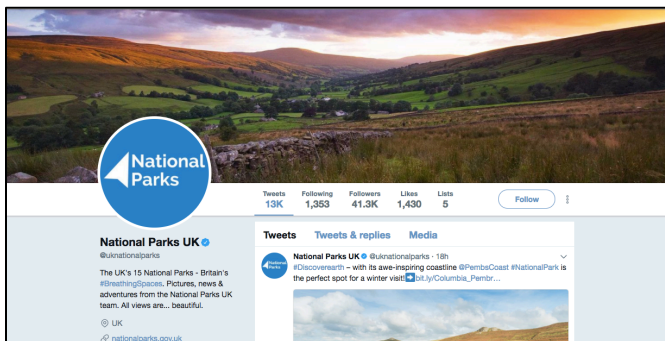 National
Parks
Tweets Following Followers Likes Lists
13K 1,353 41.3K 1,430 5
Follow
National Parks UK
@uknationalparks
The UK's 15 National Parks - Britain's
#BreathingSpaces. Pictures, news &
adventures from the National Parks UK
team. All views are... beautiful.
UK
nationalparks.gov.uk
Tweets Tweets & replies Media
National Parks UK @uknationalparks · 18h
#Discoverearth – with its awe-inspiring coastline @PembsCoast #NationalPark is
the perfect spot for a winter visit! bit.ly/Columbia_Pembr...